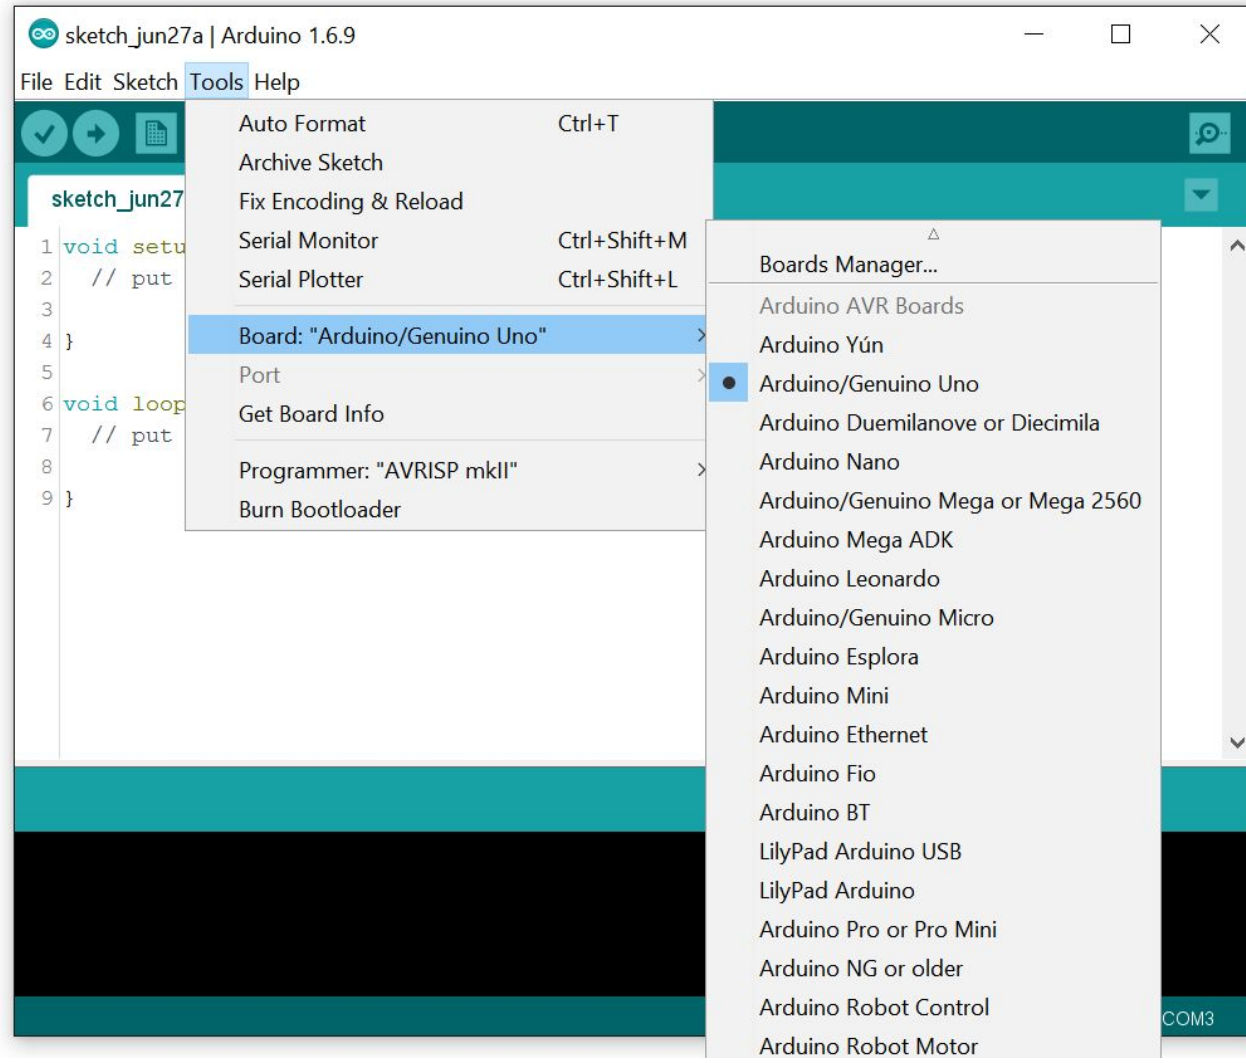 sketch_jun27a | Arduino 1.6.9
File Edit Sketch Tools Help
Auto Format Ctrl+T
Archive Sketch
Fix Encoding & Reload
Serial Monitor Ctrl+Shift+M
Serial Plotter Ctrl+Shift+L
Board: "Arduino/Genuino Uno"
Port
Get Board Info
Programmer: "AVRISP mkII"
Burn Bootloader
sketch_jun27
1 void setu
2 // put
3
4 }
5
6 void loop
7 // put
8
9 }
Boards Manager...
Arduino AVR Boards
Arduino Yún
Arduino/Genuino Uno
Arduino Duemilanove or Diecimila
Arduino Nano
Arduino/Genuino Mega or Mega 2560
Arduino Mega ADK
Arduino Leonardo
Arduino/Genuino Micro
Arduino Esplora
Arduino Mini
Arduino Ethernet
Arduino Fio
Arduino BT
LilyPad Arduino USB
LilyPad Arduino
Arduino Pro or Pro Mini
Arduino NG or older
Arduino Robot Control
Arduino Robot Motor
COM3